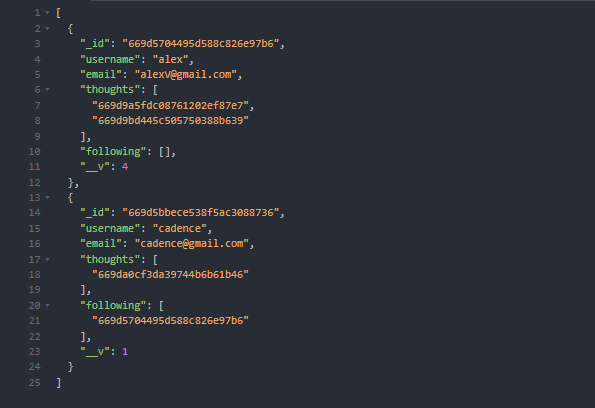 1 [
2 {
3 "_id": "669d5704495d588c826e97b6",
4 "username": "alex",
5 "email": "alexV@gmail.com",
6 "thoughts": [
7 "669d9a5fdc08761202ef87e7",
8 "669d9bd445c505750388b639"
9 ],
10 "following": [],
11 "__v": 4
12 },
13 {
14 "_id": "669d5bbece538f5ac3088736",
15 "username": "cadence",
16 "email": "cadence@gmail.com",
17 "thoughts": [
18 "669da0cf3da39744b6b61b46"
19 ],
20 "following": [
21 "669d5704495d588c826e97b6"
22 ],
23 "__v": 1
24 }
25 ]